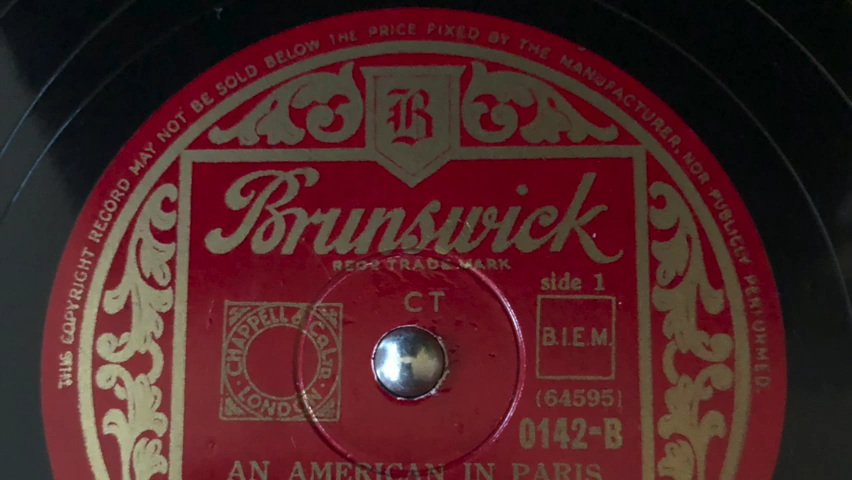 THIS COPYRIGHT RECORD MAY NOT BE SOLD BELOW THE PRICE FIXED BY THE MANUFACTURER, NOR PUBLICLY PERFORMED.
B
Brunswick
REGD TRADE MARK
CT
side 1
CHAPPELL & CO LTD.
· LONDON ·
B.I.E.M.
(64595)
0142-B
AN AMERICAN IN PARIS